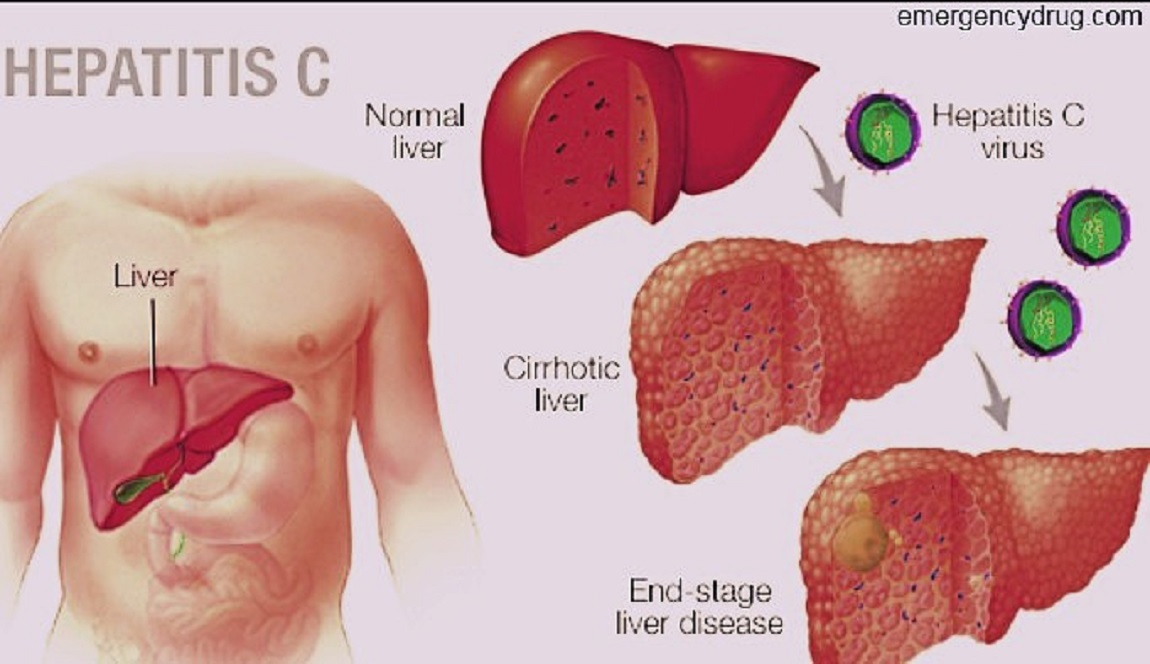 emergencydrug.com
HEPATITIS C
Normal
liver
Hepatitis C
virus
Liver
Cirrhotic
liver
End-stage
liver disease